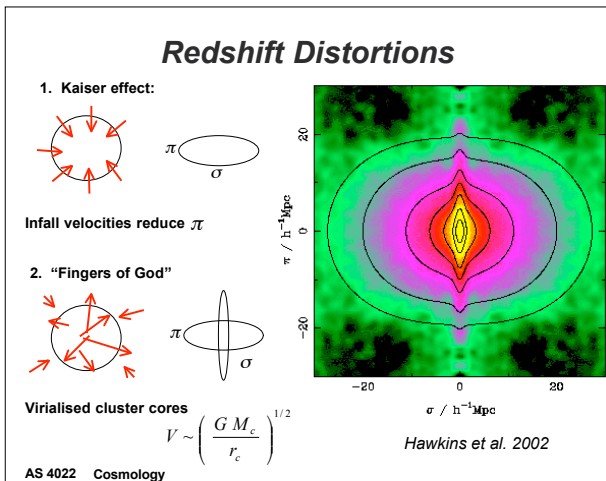 Redshift Distortions
1. Kaiser effect:
π
σ
Infall velocities reduce π
2. “Fingers of God”
π
σ
Virialised cluster cores
V ~ ( G M_c / r_c )^{1/2}
π / h⁻¹Mpc
20
0
−20
−20
0
20
σ / h⁻¹Mpc
Hawkins et al. 2002
AS 4022 Cosmology